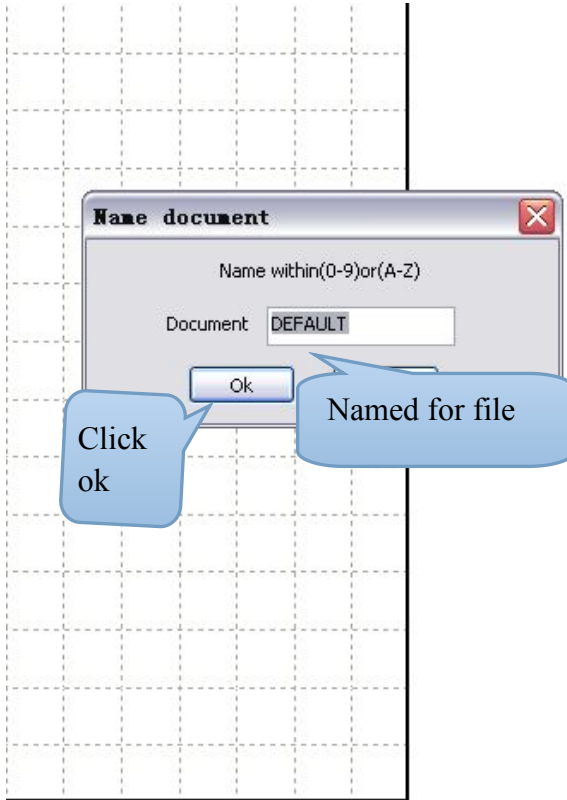 Name document
Name within(0-9)or(A-Z)
Document DEFAULT
Ok
Named for file
Click
ok